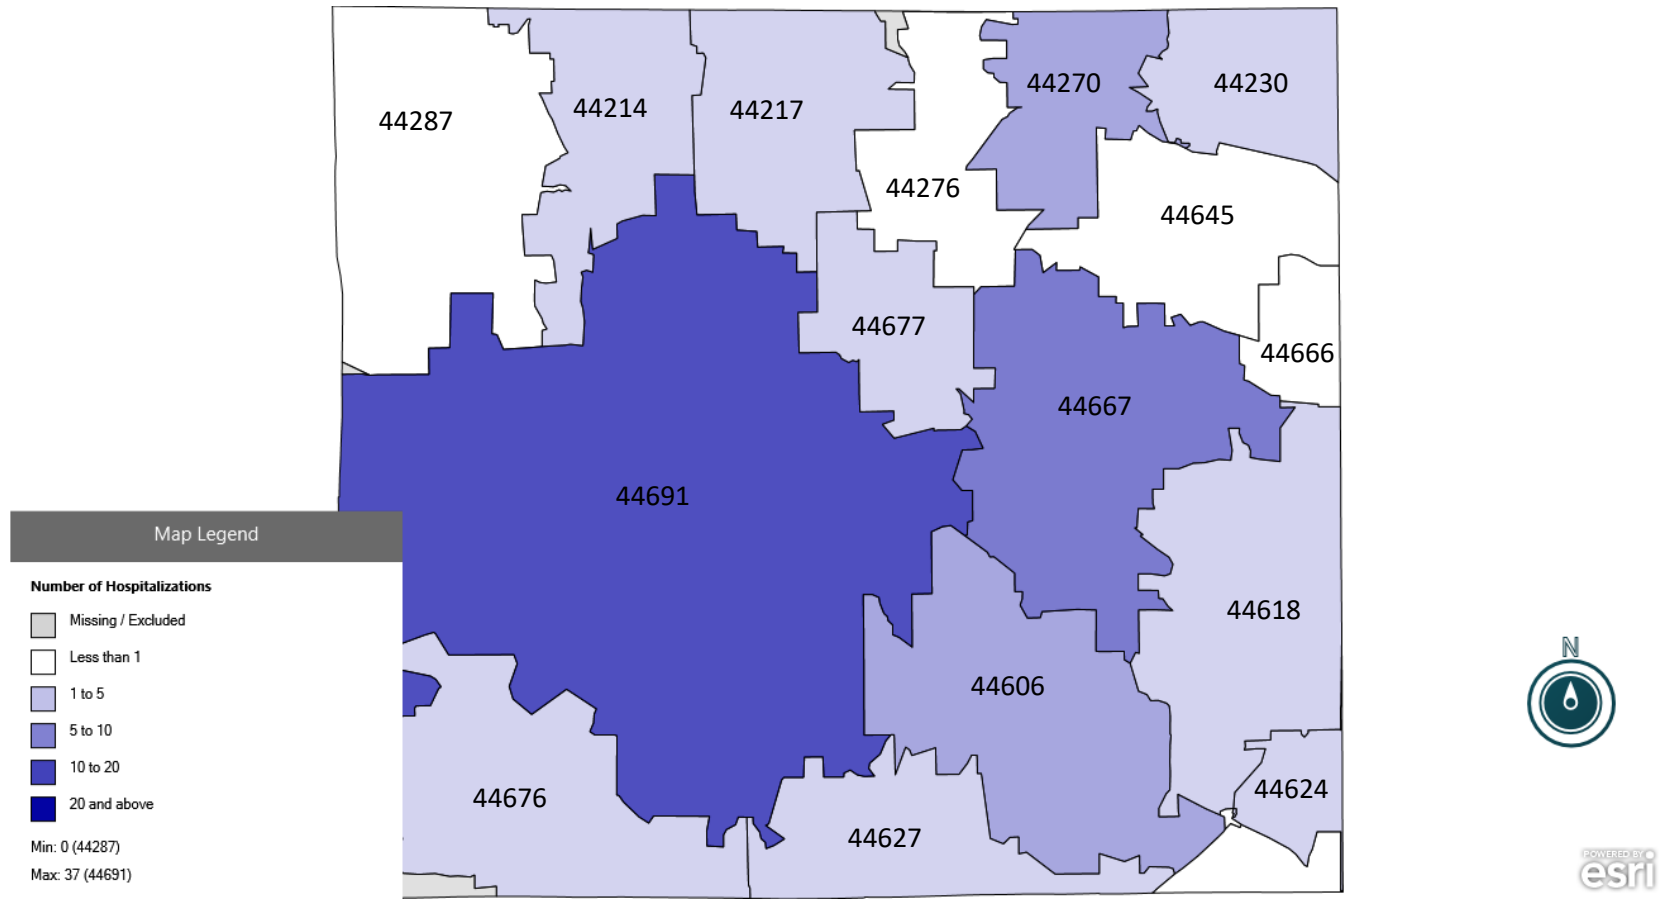 44270
44230
44214
44217
44287
44276
44645
44677
44666
44667
44691
Map Legend
Number of Hospitalizations
Missing / Excluded
Less than 1
1 to 5
5 to 10
10 to 20
20 and above
Min: 0 (44287)
Max: 37 (44691)
44618
44606
44624
44676
44627
N
POWERED BY
esri